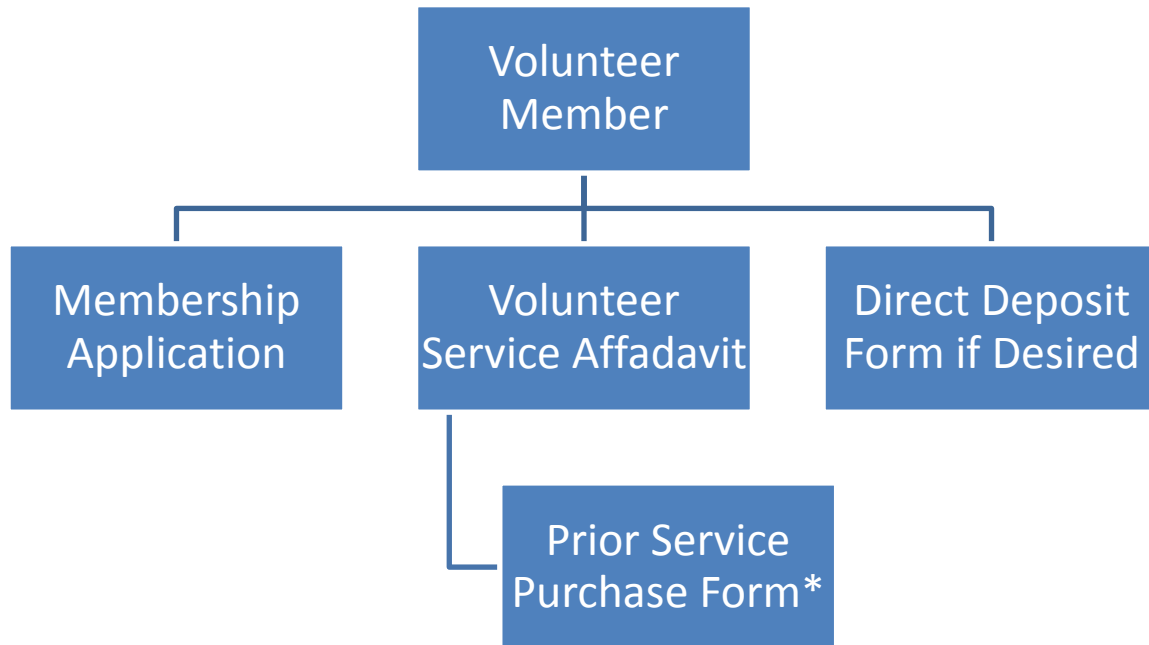 Volunteer
Member
Membership
Application
Volunteer
Service Affadavit
Direct Deposit
Form if Desired
Prior Service
Purchase Form*